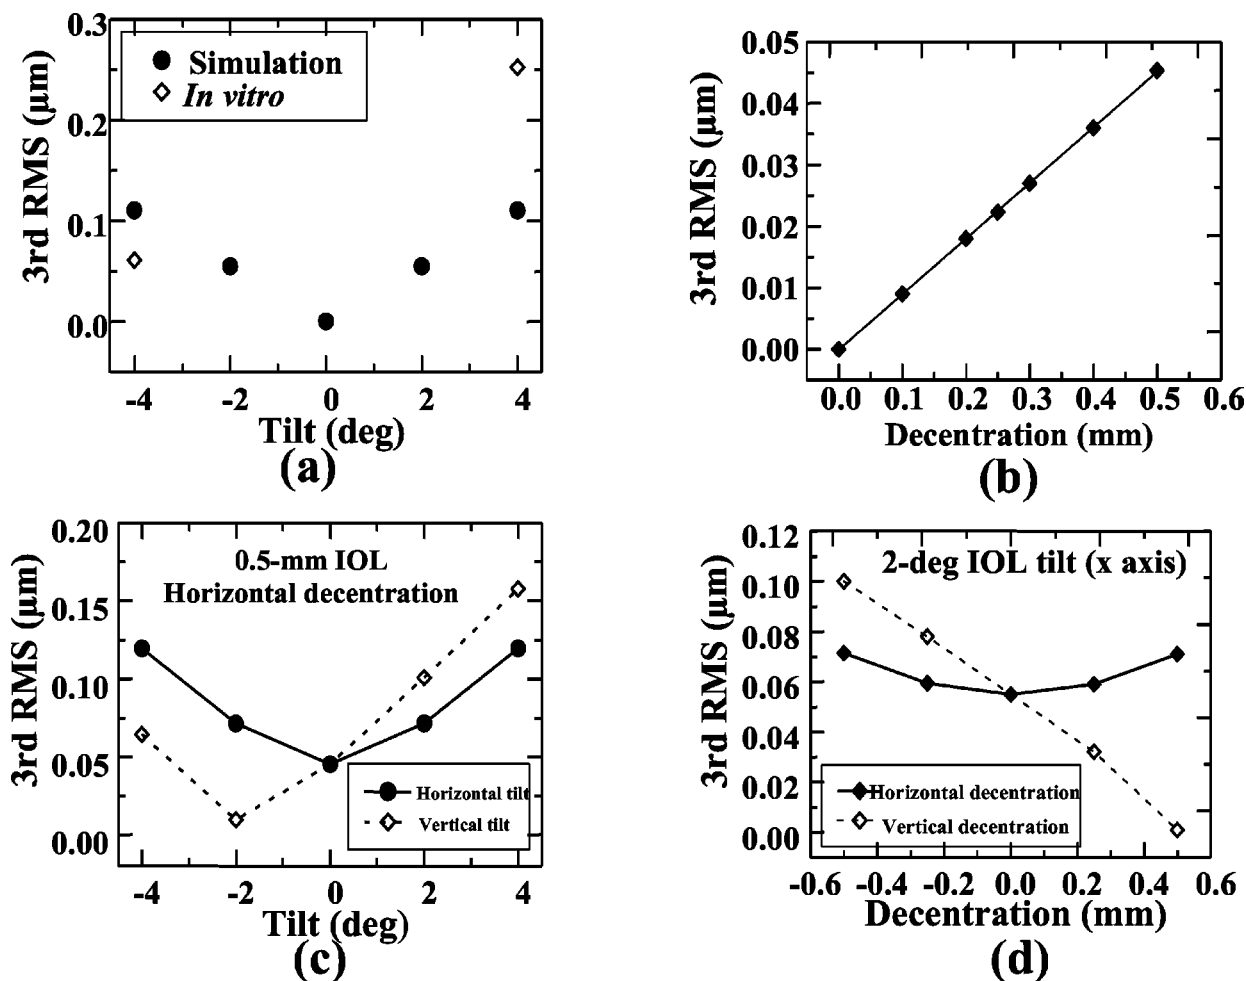 0.3
0.2
0.1
0.0
3rd RMS (μm)
Simulation
In vitro
-4 -2 0 2 4
Tilt (deg)
(a)
0.05
0.04
0.03
0.02
0.01
0.00
3rd RMS (μm)
0.0 0.1 0.2 0.3 0.4 0.5 0.6
Decentration (mm)
(b)
0.20
0.15
0.10
0.05
0.00
3rd RMS (μm)
0.5-mm IOL
Horizontal decentration
Horizontal tilt
Vertical tilt
-4 -2 0 2 4
Tilt (deg)
(c)
0.12
0.10
0.08
0.06
0.04
0.02
0.00
3rd RMS (μm)
2-deg IOL tilt (x axis)
Horizontal decentration
Vertical decentration
-0.6 -0.4 -0.2 0.0 0.2 0.4 0.6
Decentration (mm)
(d)